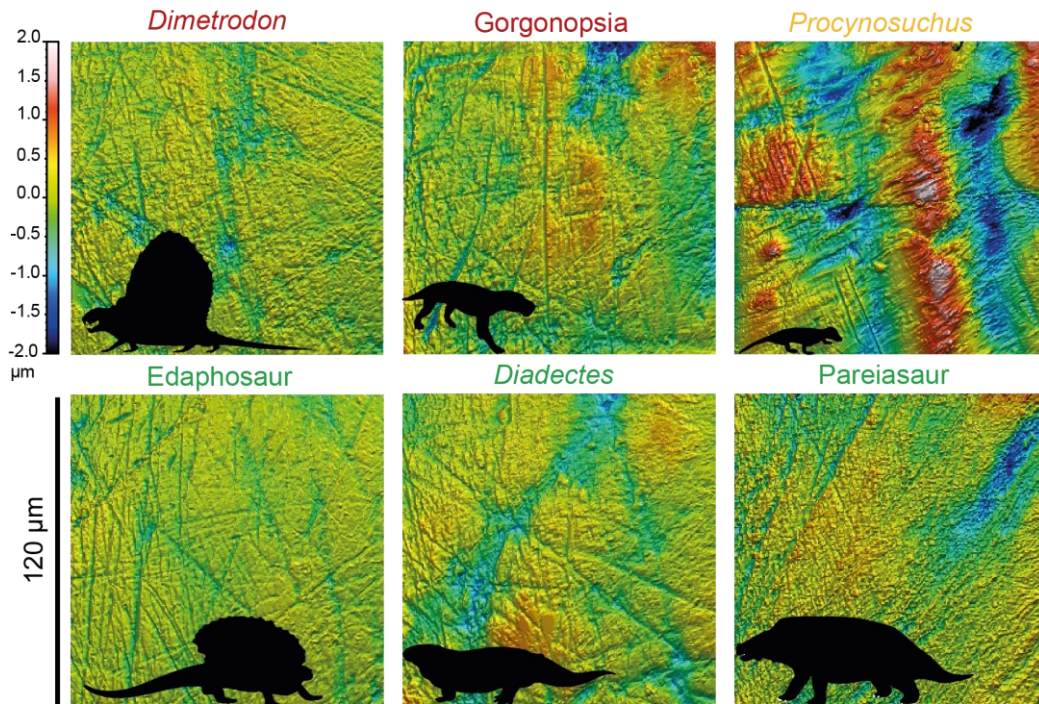 Dimetrodon
Gorgonopsia
Procynosuchus
2.0
1.5
1.0
0.5
0.0
-0.5
-1.0
-1.5
-2.0
µm
Edaphosaur
Diadectes
Pareiasaur
120 µm